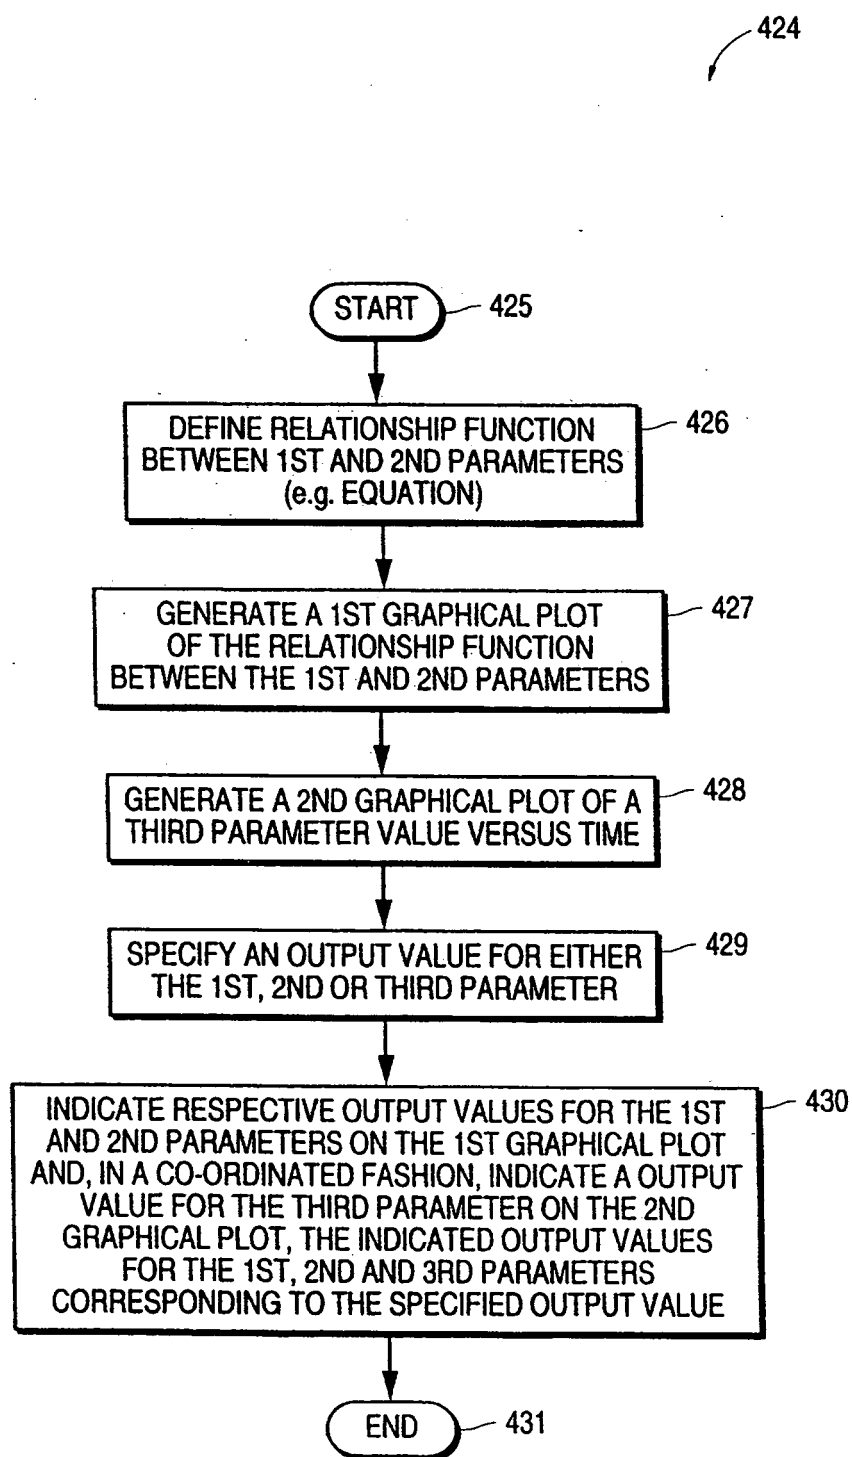 424
START
425
DEFINE RELATIONSHIP FUNCTION
BETWEEN 1ST AND 2ND PARAMETERS
(e.g. EQUATION)
426
GENERATE A 1ST GRAPHICAL PLOT
OF THE RELATIONSHIP FUNCTION
BETWEEN THE 1ST AND 2ND PARAMETERS
427
GENERATE A 2ND GRAPHICAL PLOT OF A
THIRD PARAMETER VALUE VERSUS TIME
428
SPECIFY AN OUTPUT VALUE FOR EITHER
THE 1ST, 2ND OR THIRD PARAMETER
429
INDICATE RESPECTIVE OUTPUT VALUES FOR THE 1ST
AND 2ND PARAMETERS ON THE 1ST GRAPHICAL PLOT
AND, IN A CO-ORDINATED FASHION, INDICATE A OUTPUT
VALUE FOR THE THIRD PARAMETER ON THE 2ND
GRAPHICAL PLOT, THE INDICATED OUTPUT VALUES
FOR THE 1ST, 2ND AND 3RD PARAMETERS
CORRESPONDING TO THE SPECIFIED OUTPUT VALUE
430
END
431